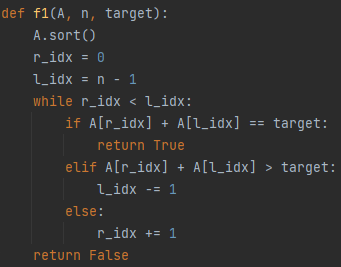 def f1(A, n, target):
    A.sort()
    r_idx = 0
    l_idx = n - 1
    while r_idx < l_idx:
        if A[r_idx] + A[l_idx] == target:
            return True
        elif A[r_idx] + A[l_idx] > target:
            l_idx -= 1
        else:
            r_idx += 1
    return False